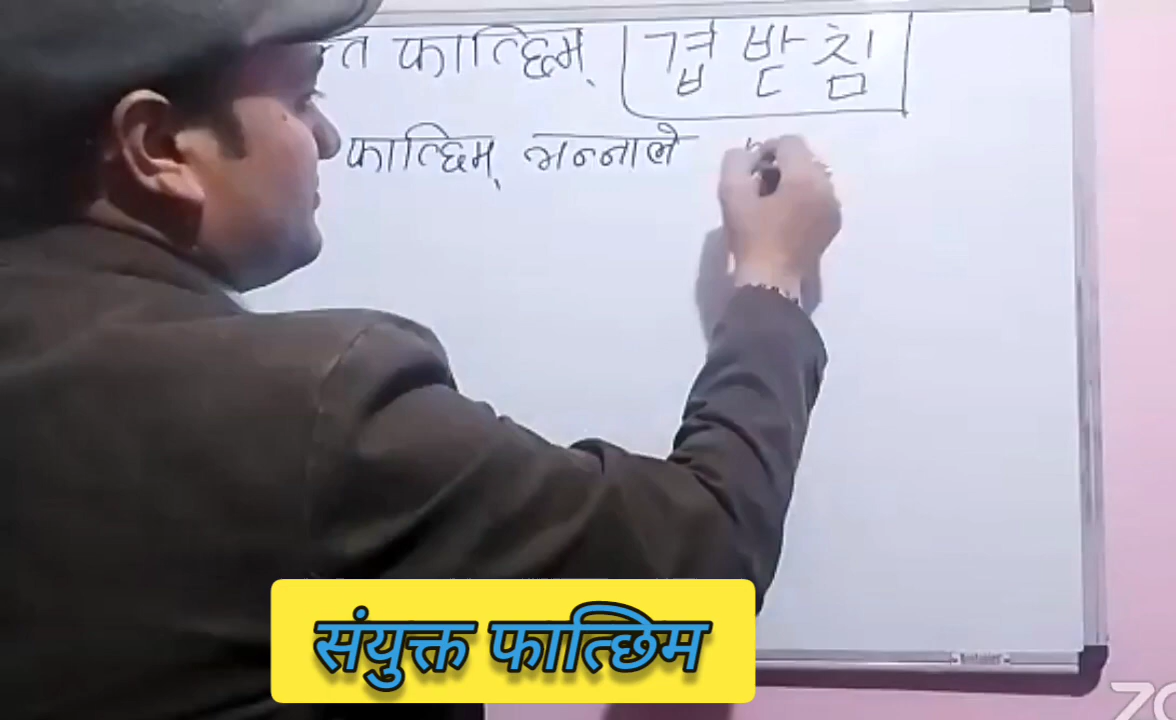 फात्छिम् 겹받침
फात्छिम् भन्नाले
संयुक्त फात्छिम